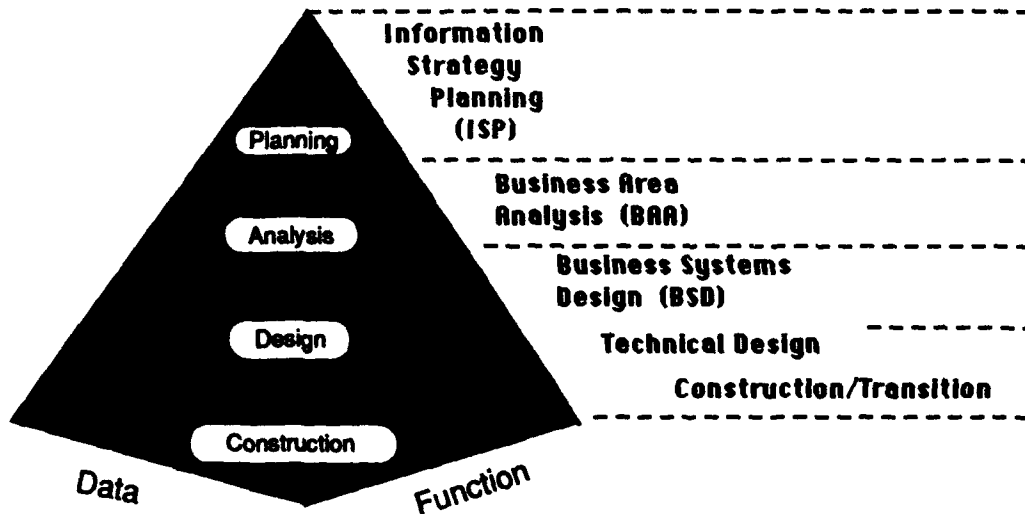 Information
Strategy
Planning
(ISP)
Planning
Business Area
Analysis (BAA)
Analysis
Business Systems
Design (BSD)
Design
Technical Design
Construction/Transition
Construction
Data
Function